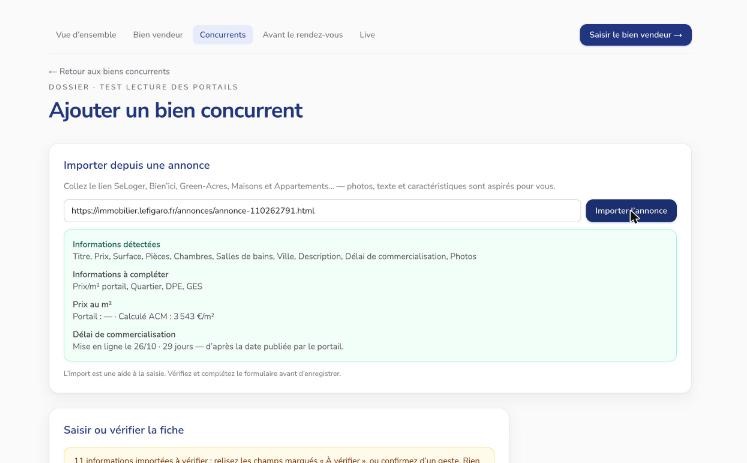 Vue d'ensemble Bien vendeur Concurrents Avant le rendez-vous Live Saisir le bien vendeur →
← Retour aux biens concurrents
DOSSIER · TEST LECTURE DES PORTAILS
Ajouter un bien concurrent
Importer depuis une annonce
Collez le lien SeLoger, Bien'ici, Green-Acres, Maisons et Appartements… — photos, texte et caractéristiques sont aspirés pour vous.
https://immobilier.lefigaro.fr/annonces/annonce-110262791.html Importer l'annonce
Informations détectées
Titre, Prix, Surface, Pièces, Chambres, Salles de bains, Ville, Description, Délai de commercialisation, Photos
Informations à compléter
Prix/m² portail, Quartier, DPE, GES
Prix au m²
Portail : — · Calculé ACM : 3 543 €/m²
Délai de commercialisation
Mise en ligne le 26/10 · 29 jours — d'après la date publiée par le portail.
L'import est une aide à la saisie. Vérifiez et complétez le formulaire avant d'enregistrer.
Saisir ou vérifier la fiche
11 informations importées à vérifier : relisez les champs marqués « À vérifier », ou confirmez d'un geste. Rien